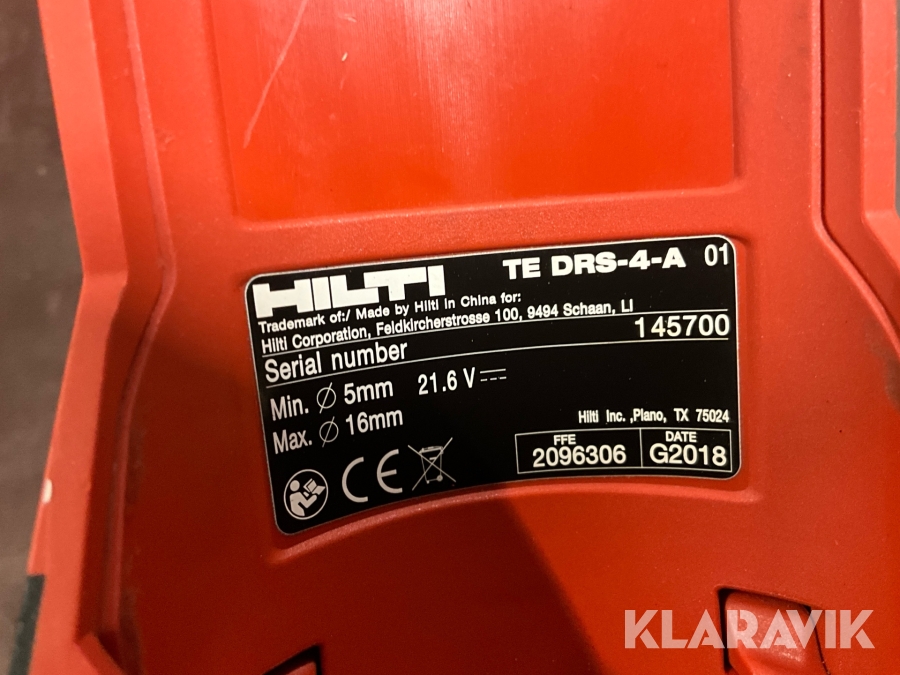 HILTI TE DRS-4-A 01
Trademark of:/ Made by Hilti in China for:
Hilti Corporation, Feldkircherstrosse 100, 9494 Schaan, LI
Serial number 145700
Min. Ø 5mm 21.6 V
Max. Ø 16mm
Hilti Inc. ,Plano, TX 75024
FFE DATE
2096306 G2018
CE
KLARAVIK